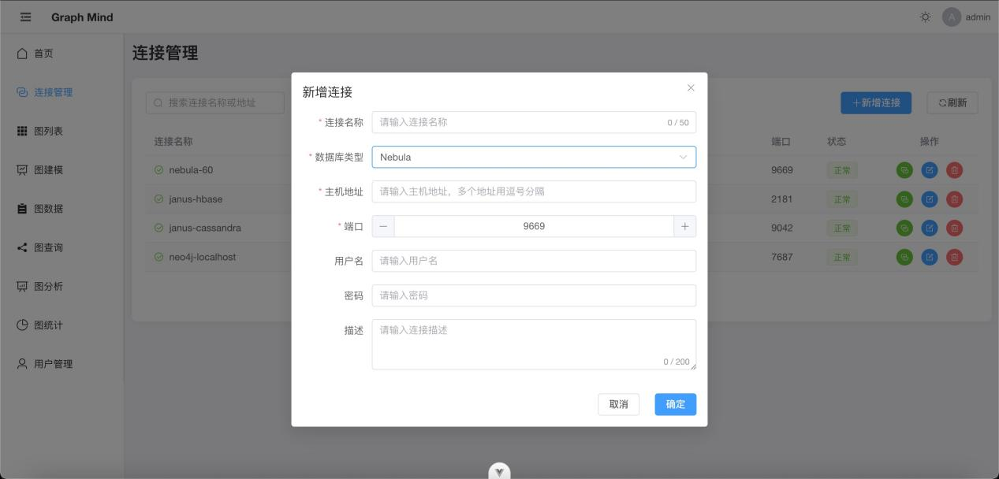 Graph Mind
A admin
首页
连接管理
图列表
图建模
图数据
图查询
图分析
图统计
用户管理
连接管理
搜索连接名称或地址
+新增连接
刷新
连接名称 端口 状态 操作
nebula-60 9669 正常
janus-hbase 2181 正常
janus-cassandra 9042 正常
neo4j-localhost 7687 正常
新增连接
* 连接名称 请输入连接名称 0 / 50
* 数据库类型 Nebula
* 主机地址 请输入主机地址，多个地址用逗号分隔
* 端口 − 9669 +
用户名 请输入用户名
密码 请输入密码
描述 请输入连接描述
0 / 200
取消 确定